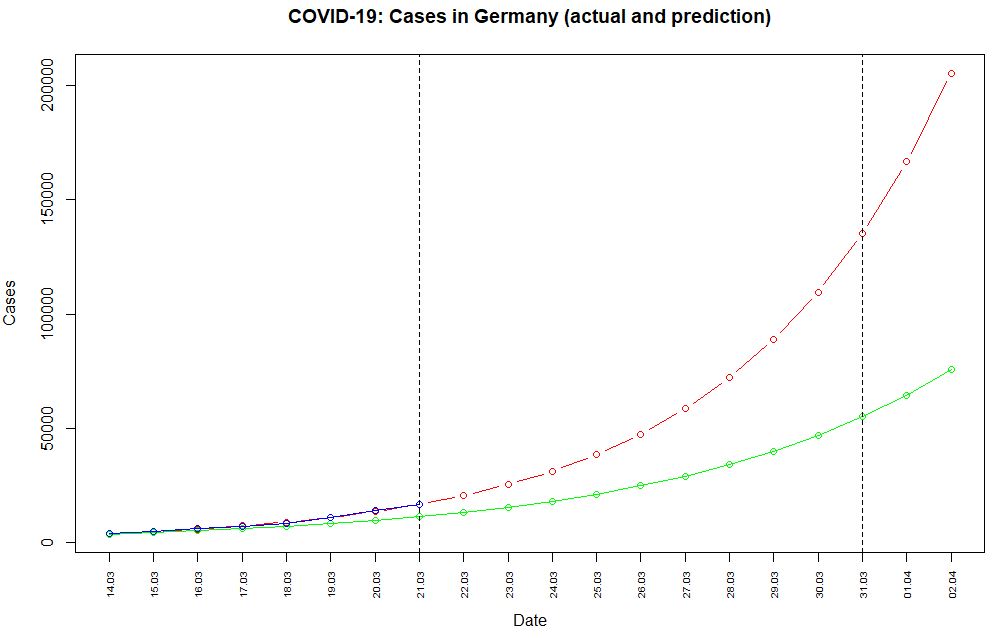 COVID-19: Cases in Germany (actual and prediction)
Cases
200000
150000
100000
50000
0
14.03 15.03 16.03 17.03 18.03 19.03 20.03 21.03 22.03 23.03 24.03 25.03 26.03 27.03 28.03 29.03 30.03 31.03 01.04 02.04
Date